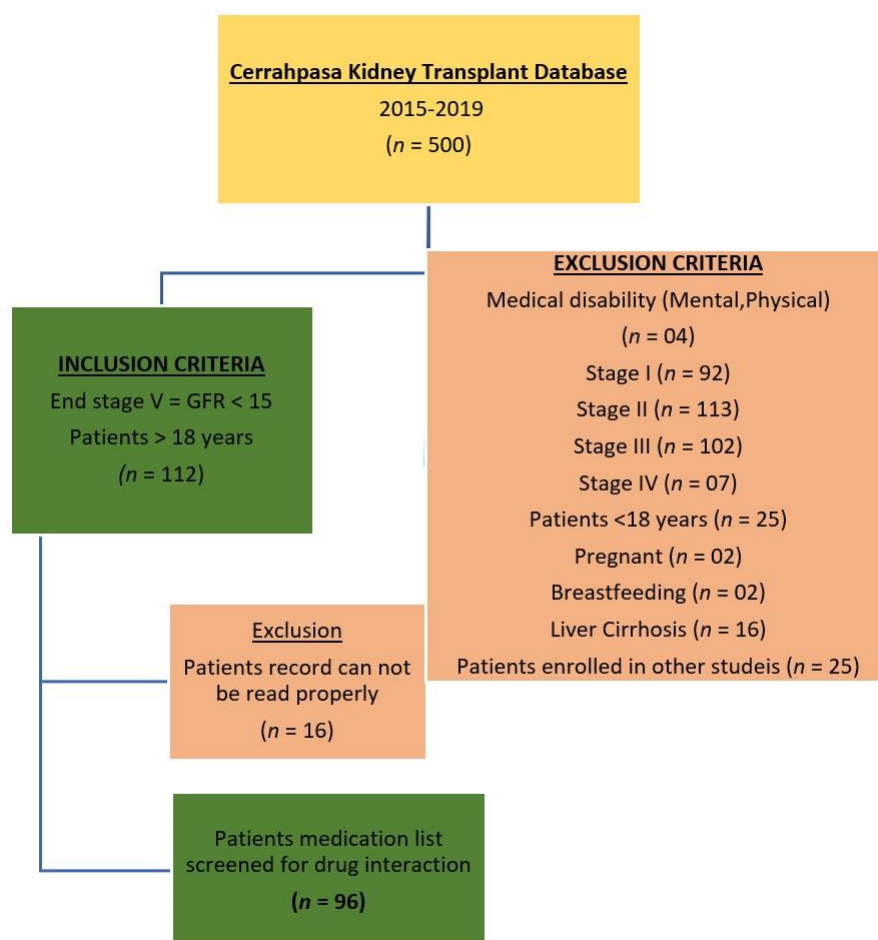 Cerrahpasa Kidney Transplant Database
2015-2019
(n = 500)
INCLUSION CRITERIA
End stage V = GFR < 15
Patients > 18 years
(n = 112)
EXCLUSION CRITERIA
Medical disability (Mental,Physical)
(n = 04)
Stage I (n = 92)
Stage II (n = 113)
Stage III (n = 102)
Stage IV (n = 07)
Patients <18 years (n = 25)
Pregnant (n = 02)
Breastfeeding (n = 02)
Liver Cirrhosis (n = 16)
Patients enrolled in other studeis (n = 25)
Exclusion
Patients record can not
be read properly
(n = 16)
Patients medication list
screened for drug interaction
(n = 96)